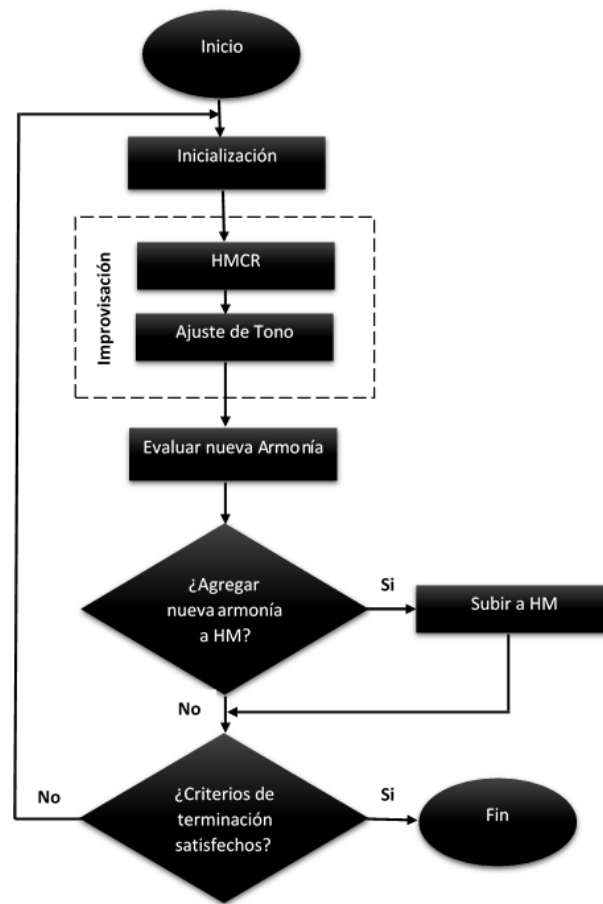 Inicio
Inicialización
Improvisación
HMCR
Ajuste de Tono
Evaluar nueva Armonía
¿Agregar
nueva armonía
a HM?
Si
Subir a HM
No
¿Criterios de
terminación
satisfechos?
No
Si
Fin